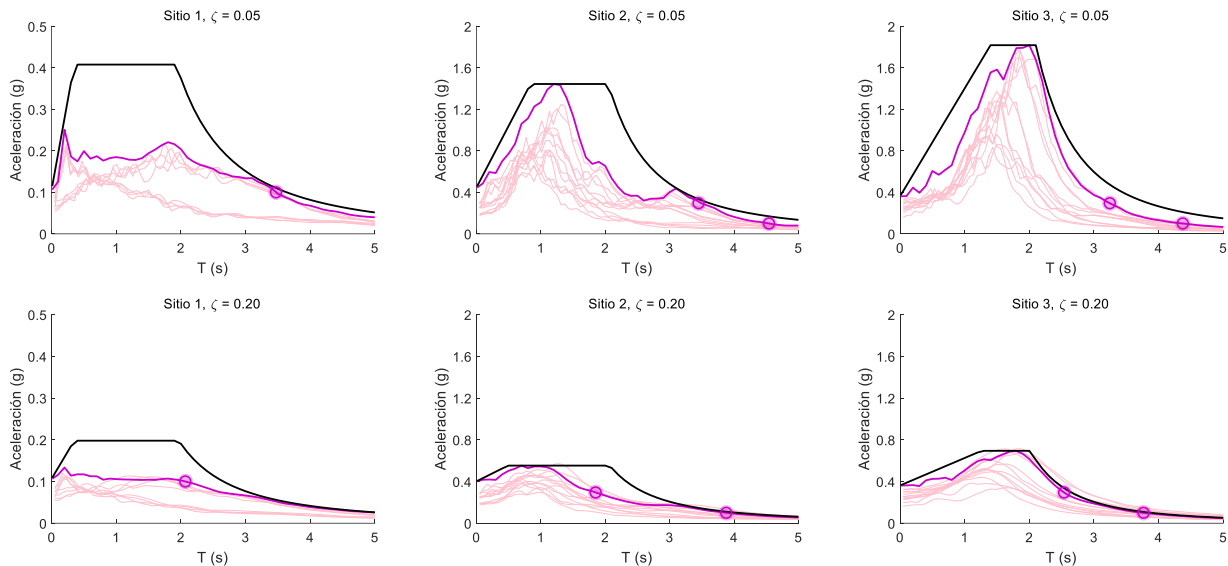 Sitio 1, ζ = 0.05
Aceleración (g)
0.5
0.4
0.3
0.2
0.1
0
0 1 2 3 4 5
T (s)
Sitio 2, ζ = 0.05
Aceleración (g)
2
1.6
1.2
0.8
0.4
0
0 1 2 3 4 5
T (s)
Sitio 3, ζ = 0.05
Aceleración (g)
2
1.6
1.2
0.8
0.4
0
0 1 2 3 4 5
T (s)
Sitio 1, ζ = 0.20
Aceleración (g)
0.5
0.4
0.3
0.2
0.1
0
0 1 2 3 4 5
T (s)
Sitio 2, ζ = 0.20
Aceleración (g)
2
1.6
1.2
0.8
0.4
0
0 1 2 3 4 5
T (s)
Sitio 3, ζ = 0.20
Aceleración (g)
2
1.6
1.2
0.8
0.4
0
0 1 2 3 4 5
T (s)